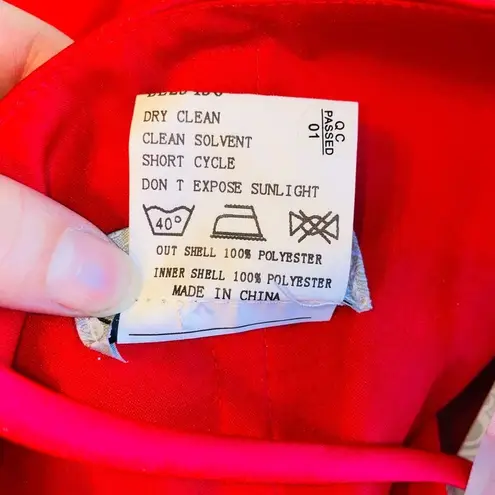 DRY CLEAN
CLEAN SOLVENT
SHORT CYCLE
DON T EXPOSE SUNLIGHT
40°
OUT SHELL 100% POLYESTER
INNER SHELL 100% POLYESTER
MADE IN CHINA
Q C
PASSED
01